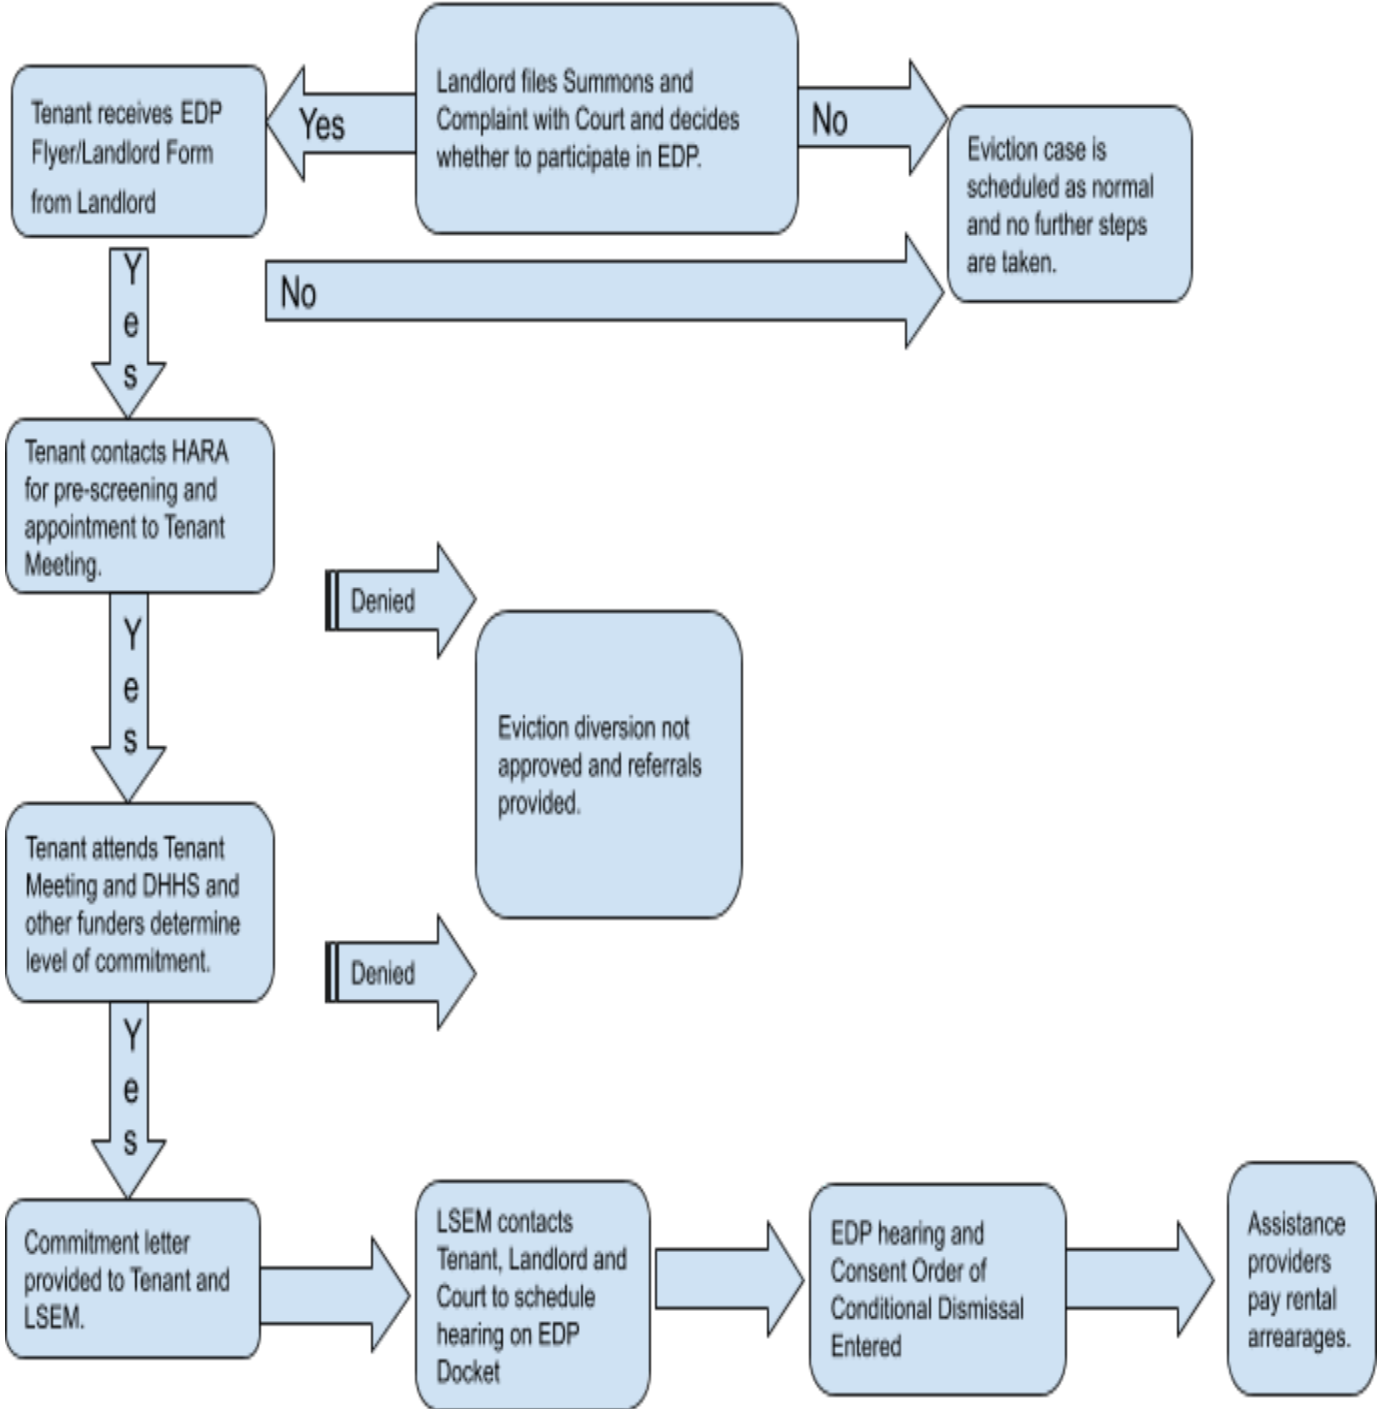 Landlord files Summons and
Complaint with Court and decides
whether to participate in EDP.
Yes
No
Tenant receives EDP
Flyer/Landlord Form
from Landlord
Eviction case is
scheduled as normal
and no further steps
are taken.
Yes
No
Tenant contacts HARA
for pre-screening and
appointment to Tenant
Meeting.
Denied
Yes
Eviction diversion not
approved and referrals
provided.
Tenant attends Tenant
Meeting and DHHS and
other funders determine
level of commitment.
Denied
Yes
Commitment letter
provided to Tenant and
LSEM.
LSEM contacts
Tenant, Landlord and
Court to schedule
hearing on EDP
Docket
EDP hearing and
Consent Order of
Conditional Dismissal
Entered
Assistance
providers
pay rental
arrearages.